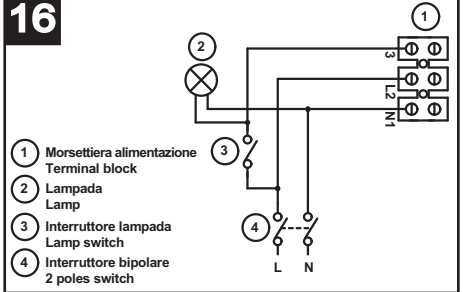 16
1
2
3
L2
N1
3
4
L N
1 Morsettiera alimentazione
Terminal block
2 Lampada
Lamp
3 Interruttore lampada
Lamp switch
4 Interruttore bipolare
2 poles switch